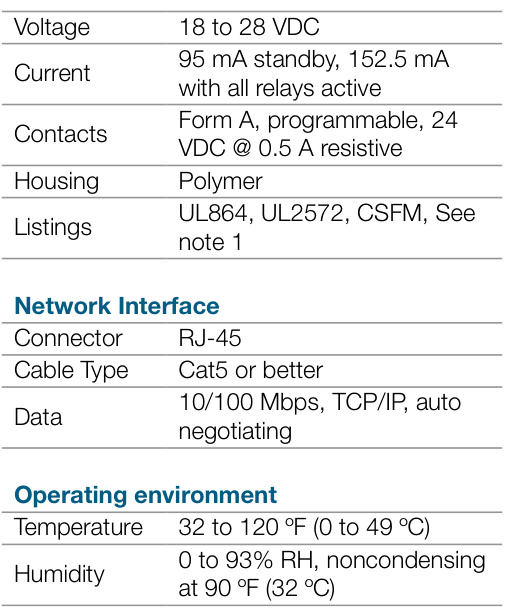 Voltage 18 to 28 VDC
Current 95 mA standby, 152.5 mA
with all relays active
Contacts Form A, programmable, 24
VDC @ 0.5 A resistive
Housing Polymer
Listings UL864, UL2572, CSFM, See
note 1
Network Interface
Connector RJ-45
Cable Type Cat5 or better
Data 10/100 Mbps, TCP/IP, auto
negotiating
Operating environment
Temperature 32 to 120 ºF (0 to 49 ºC)
Humidity 0 to 93% RH, noncondensing
at 90 ºF (32 ºC)